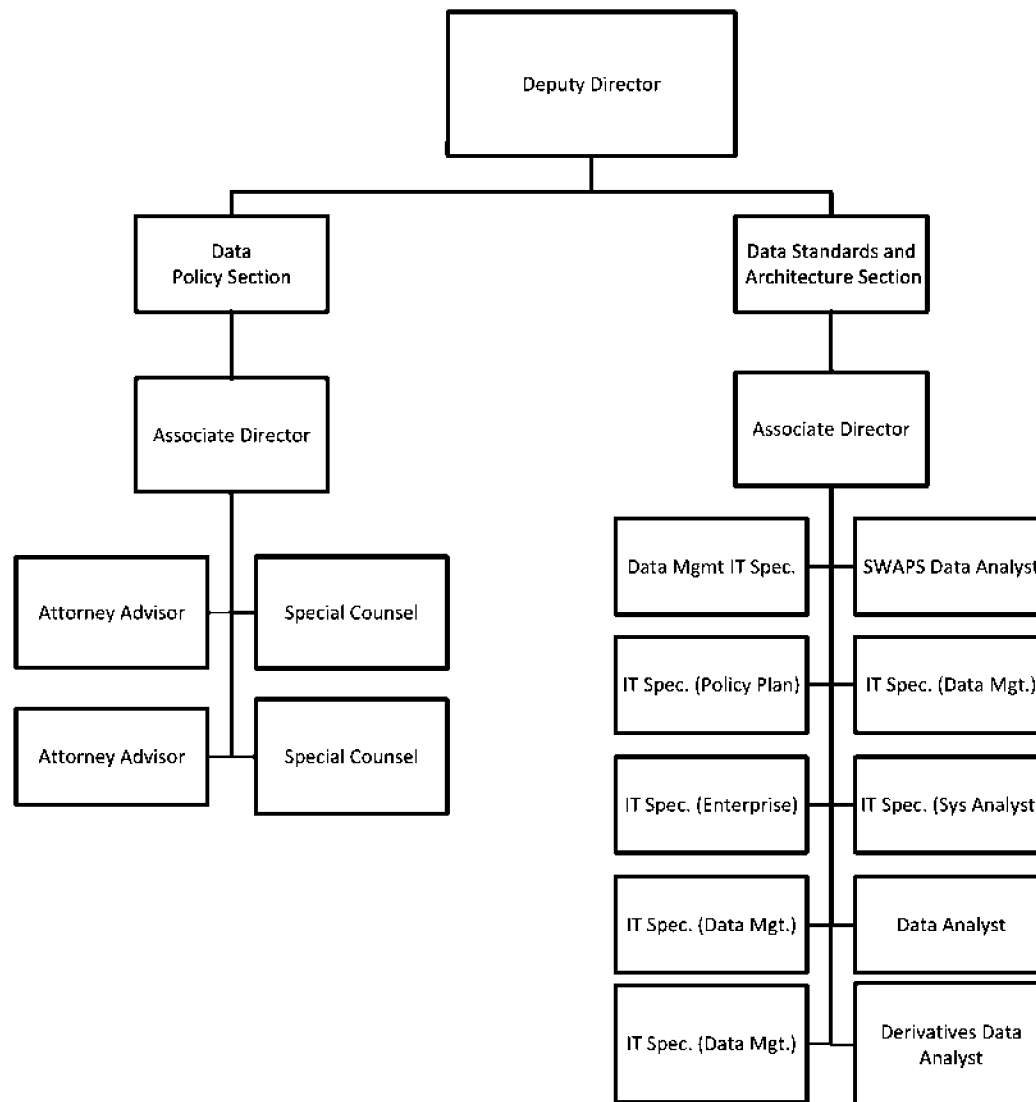 Deputy Director
Data
Policy Section
Data Standards and
Architecture Section
Associate Director
Associate Director
Attorney Advisor
Special Counsel
Attorney Advisor
Special Counsel
Data Mgmt IT Spec.
SWAPS Data Analyst
IT Spec. (Policy Plan)
IT Spec. (Data Mgt.)
IT Spec. (Enterprise)
IT Spec. (Sys Analyst
IT Spec. (Data Mgt.)
Data Analyst
IT Spec. (Data Mgt.)
Derivatives Data
Analyst